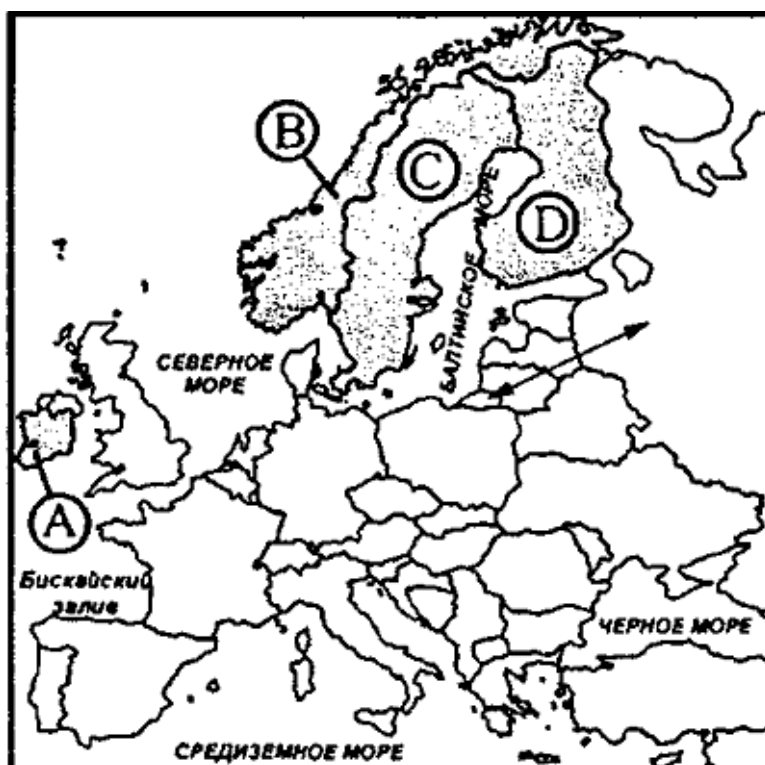 B
C
D
БАЛТИЙСКОЕ МОРЕ
СЕВЕРНОЕ
МОРЕ
A
Бискайский
залив
ЧЕРНОЕ МОРЕ
СРЕДИЗЕМНОЕ МОРЕ